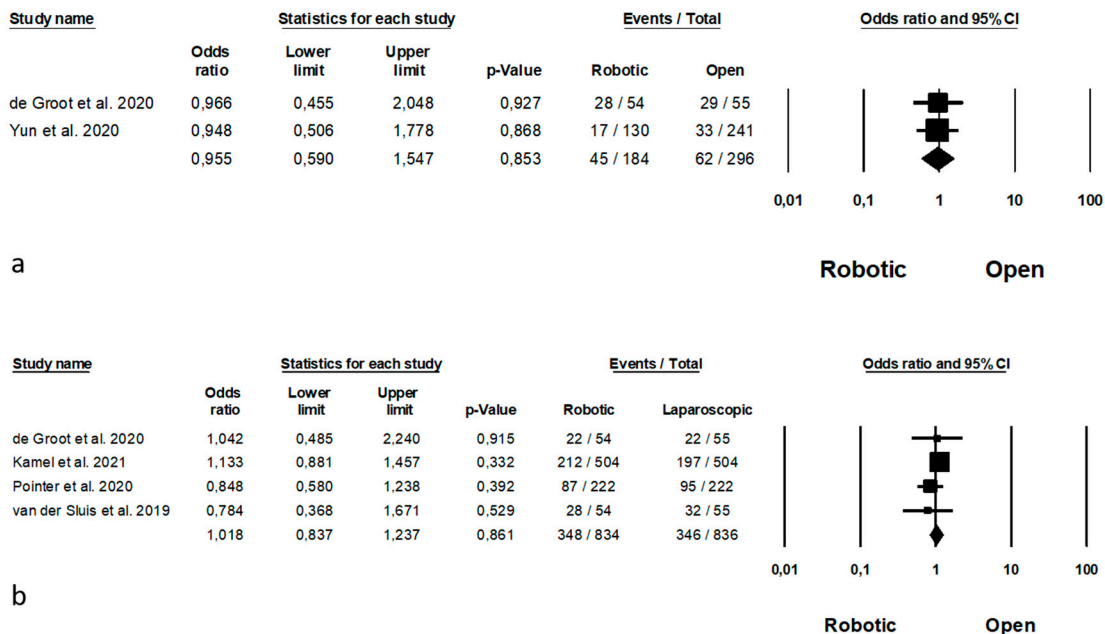 Study name Statistics for each study Events / Total Odds ratio and 95% CI
Odds ratio Lower limit Upper limit p-Value Robotic Open
de Groot et al. 2020 0,966 0,455 2,048 0,927 28 / 54 29 / 55
Yun et al. 2020 0,948 0,506 1,778 0,868 17 / 130 33 / 241
0,955 0,590 1,547 0,853 45 / 184 62 / 296
0,01 0,1 1 10 100
a
Robotic Open
Study name Statistics for each study Events / Total Odds ratio and 95% CI
Odds ratio Lower limit Upper limit p-Value Robotic Laparoscopic
de Groot et al. 2020 1,042 0,485 2,240 0,915 22 / 54 22 / 55
Kamel et al. 2021 1,133 0,881 1,457 0,332 212 / 504 197 / 504
Pointer et al. 2020 0,848 0,580 1,238 0,392 87 / 222 95 / 222
van der Sluis et al. 2019 0,784 0,368 1,671 0,529 28 / 54 32 / 55
1,018 0,837 1,237 0,861 348 / 834 346 / 836
0,01 0,1 1 10 100
b
Robotic Open